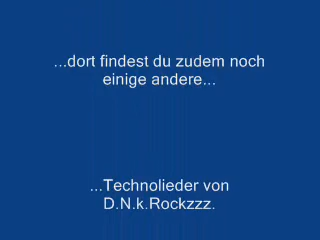 ...dort findest du zudem noch
einige andere...
...Technolieder von
D.N.k.Rockzzz.